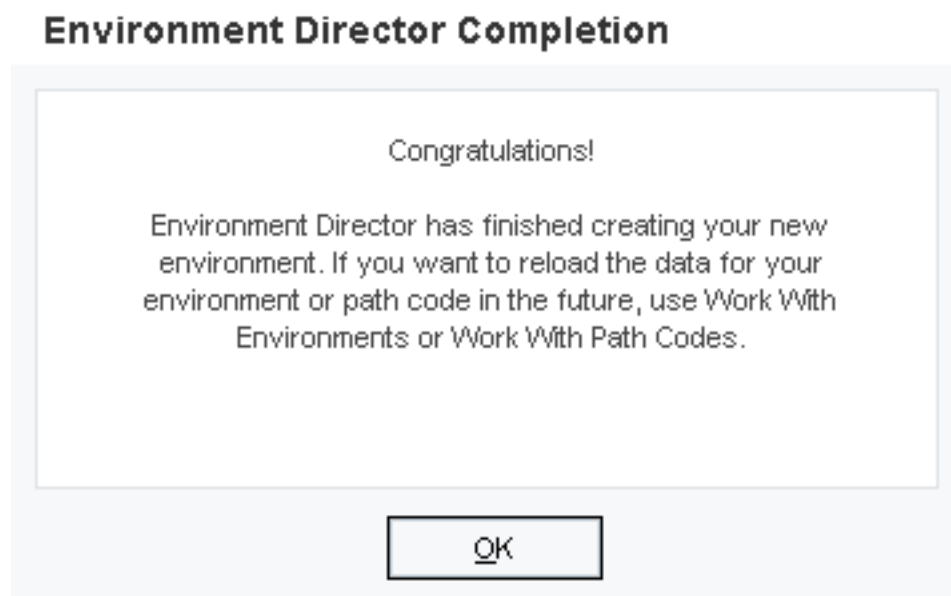 Environment Director Completion
Congratulations!
Environment Director has finished creating your new
environment. If you want to reload the data for your
environment or path code in the future, use Work With
Environments or Work With Path Codes.
OK